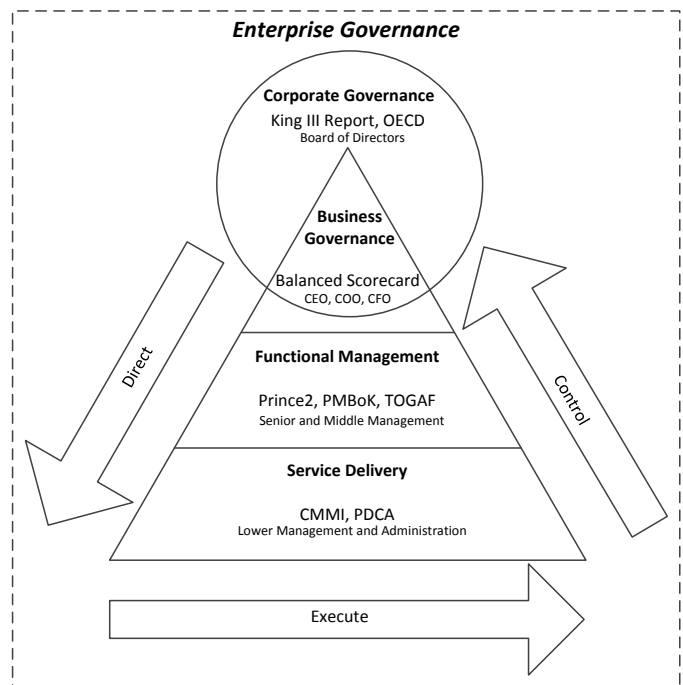 Enterprise Governance
Corporate Governance
King III Report, OECD
Board of Directors
Business
Governance
Balanced Scorecard
CEO, COO, CFO
Direct
Functional Management
Prince2, PMBoK, TOGAF
Senior and Middle Management
Control
Service Delivery
CMMI, PDCA
Lower Management and Administration
Execute